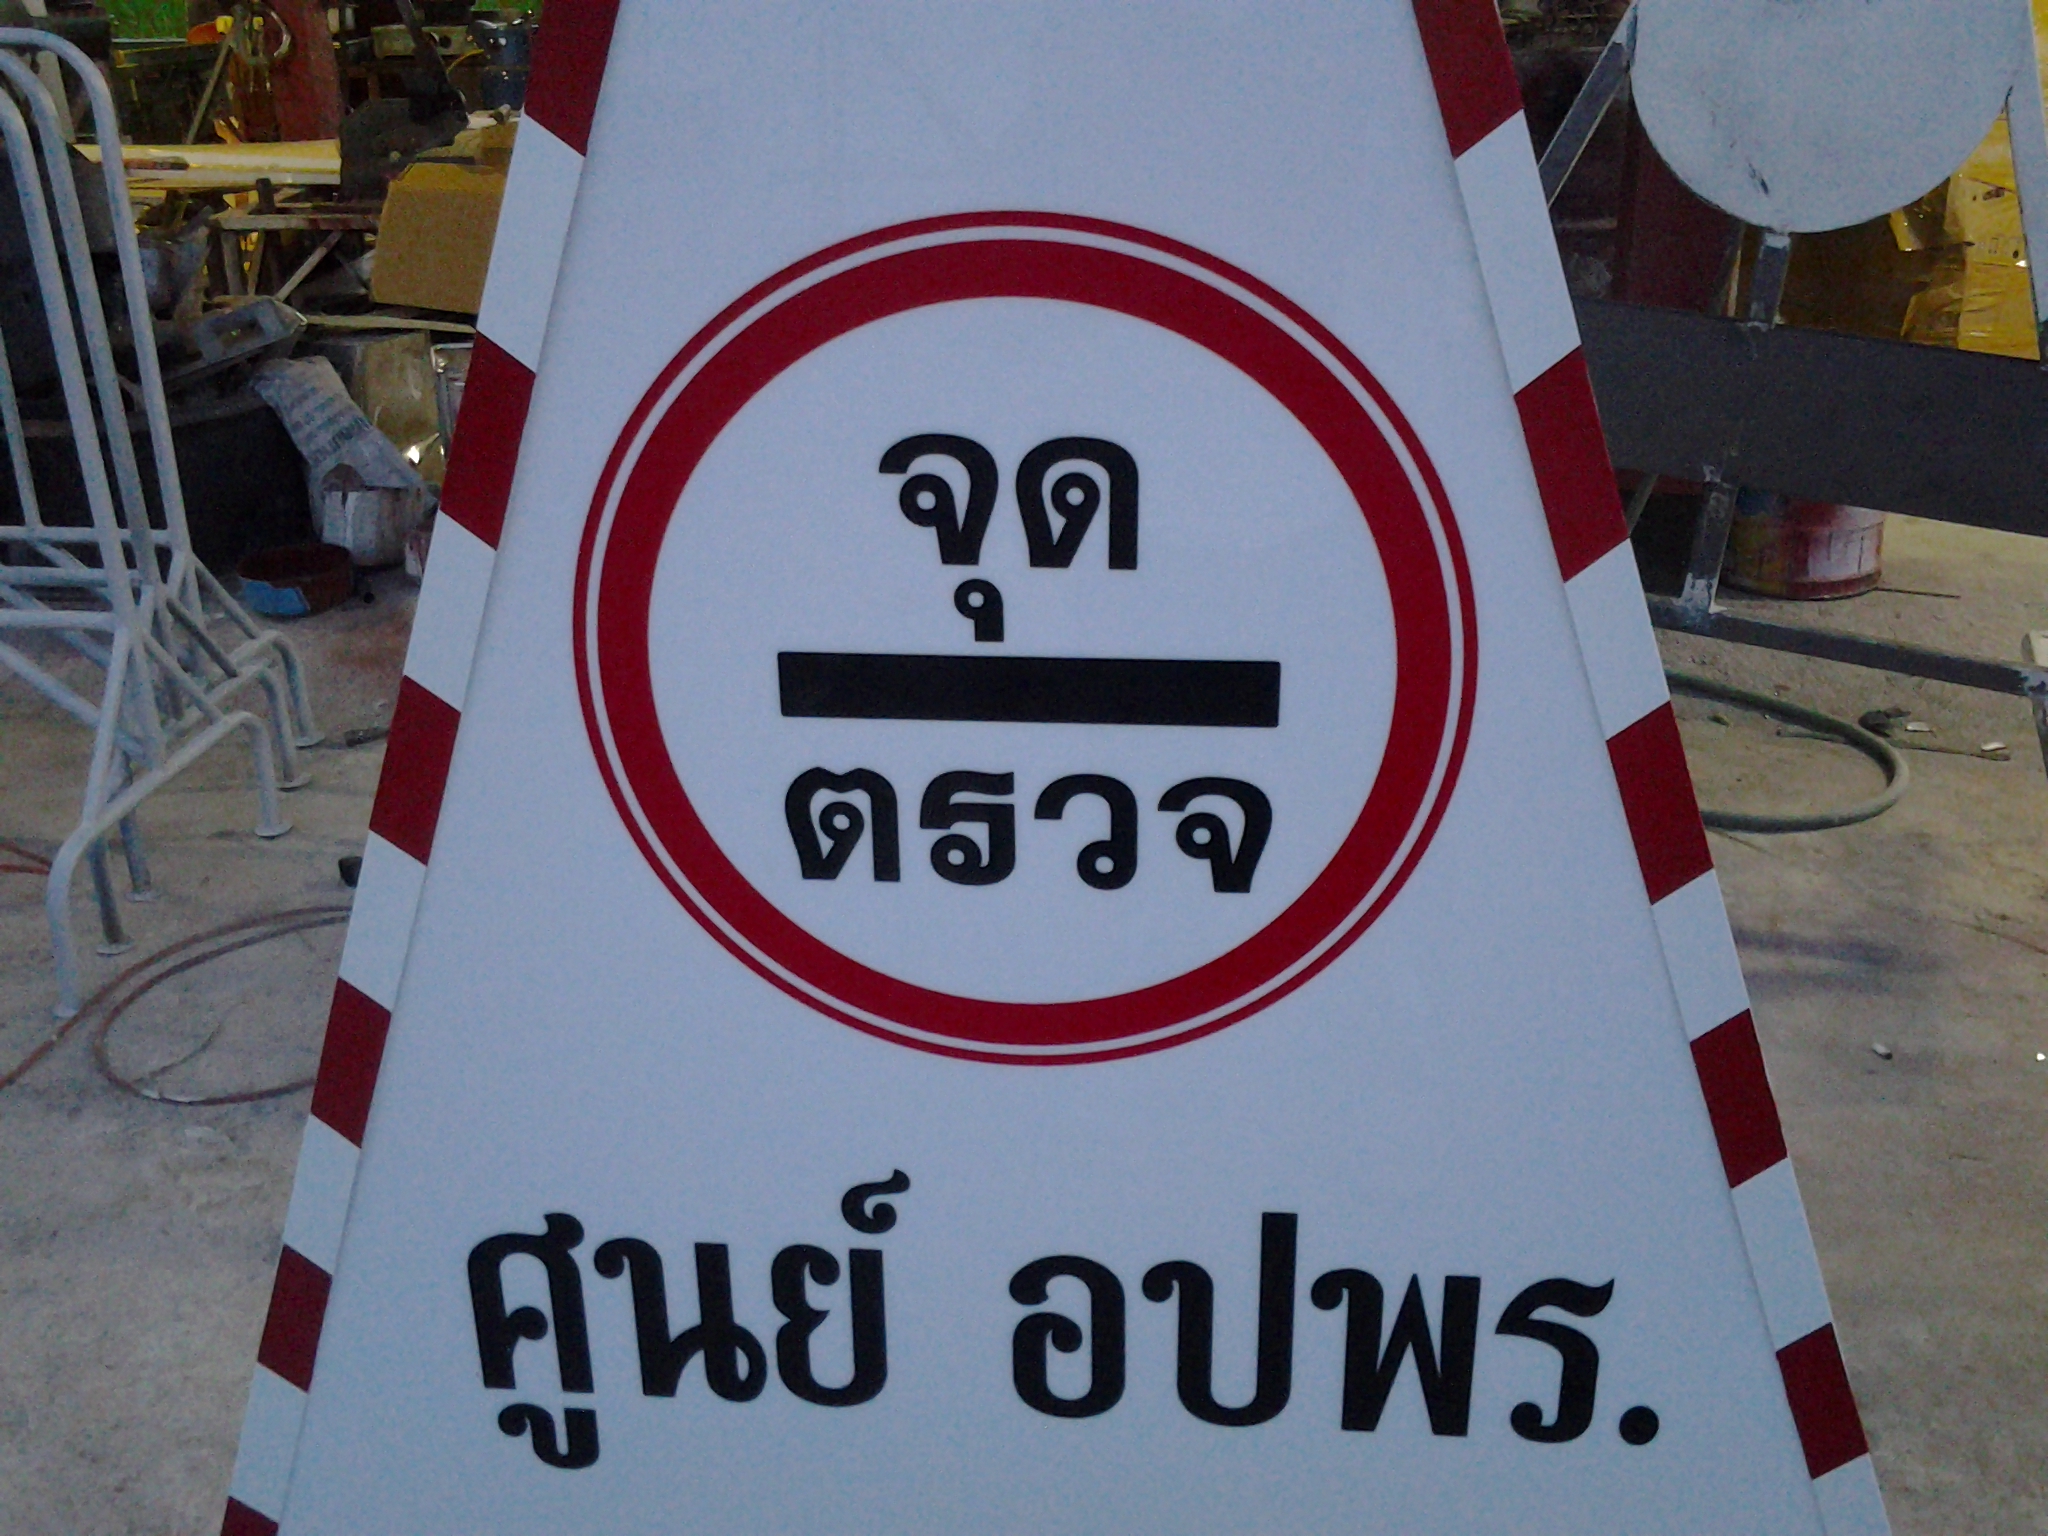 จุด
ตรวจ
ศูนย์ อปพร.